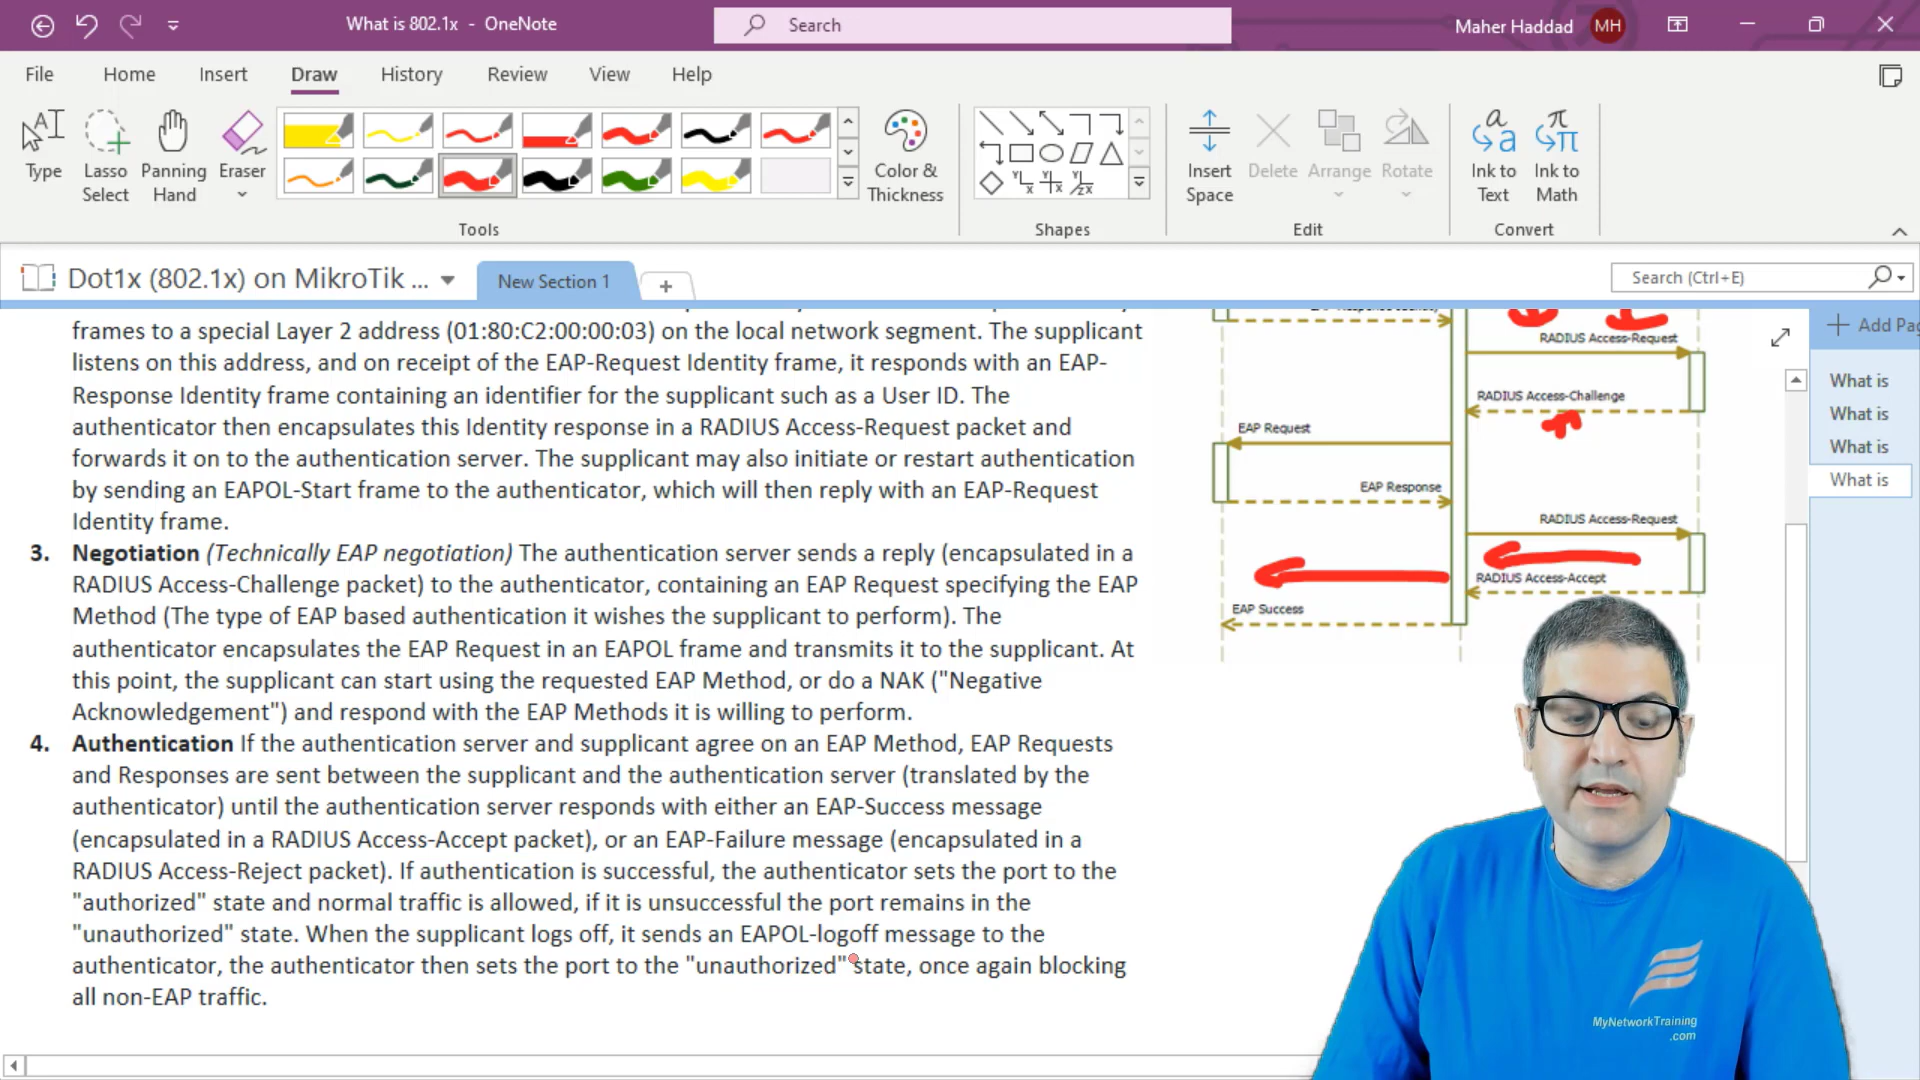 What is 802.1x - OneNote
Search
Maher Haddad
MH
File
Home
Insert
Draw
History
Review
View
Help
Type
Lasso Select
Panning Hand
Eraser
Color & Thickness
Insert Space
Delete
Arrange
Rotate
Ink to Text
Ink to Math
Tools
Shapes
Edit
Convert
Dot1x (802.1x) on MikroTik ...
New Section 1
Search (Ctrl+E)
frames to a special Layer 2 address (01:80:C2:00:00:03) on the local network segment. The supplicant
listens on this address, and on receipt of the EAP-Request Identity frame, it responds with an EAP-
Response Identity frame containing an identifier for the supplicant such as a User ID. The
authenticator then encapsulates this Identity response in a RADIUS Access-Request packet and
forwards it on to the authentication server. The supplicant may also initiate or restart authentication
by sending an EAPOL-Start frame to the authenticator, which will then reply with an EAP-Request
Identity frame.
3. Negotiation (Technically EAP negotiation) The authentication server sends a reply (encapsulated in a
RADIUS Access-Challenge packet) to the authenticator, containing an EAP Request specifying the EAP
Method (The type of EAP based authentication it wishes the supplicant to perform). The
authenticator encapsulates the EAP Request in an EAPOL frame and transmits it to the supplicant. At
this point, the supplicant can start using the requested EAP Method, or do a NAK ("Negative
Acknowledgement") and respond with the EAP Methods it is willing to perform.
4. Authentication If the authentication server and supplicant agree on an EAP Method, EAP Requests
and Responses are sent between the supplicant and the authentication server (translated by the
authenticator) until the authentication server responds with either an EAP-Success message
(encapsulated in a RADIUS Access-Accept packet), or an EAP-Failure message (encapsulated in a
RADIUS Access-Reject packet). If authentication is successful, the authenticator sets the port to the
"authorized" state and normal traffic is allowed, if it is unsuccessful the port remains in the
"unauthorized" state. When the supplicant logs off, it sends an EAPOL-logoff message to the
authenticator, the authenticator then sets the port to the "unauthorized" state, once again blocking
all non-EAP traffic.
RADIUS Access-Request
RADIUS Access-Challenge
EAP Request
EAP Response
RADIUS Access-Request
RADIUS Access-Accept
EAP Success
Add Pag
What is
What is
What is
What is
MyNetworkTraining
.com